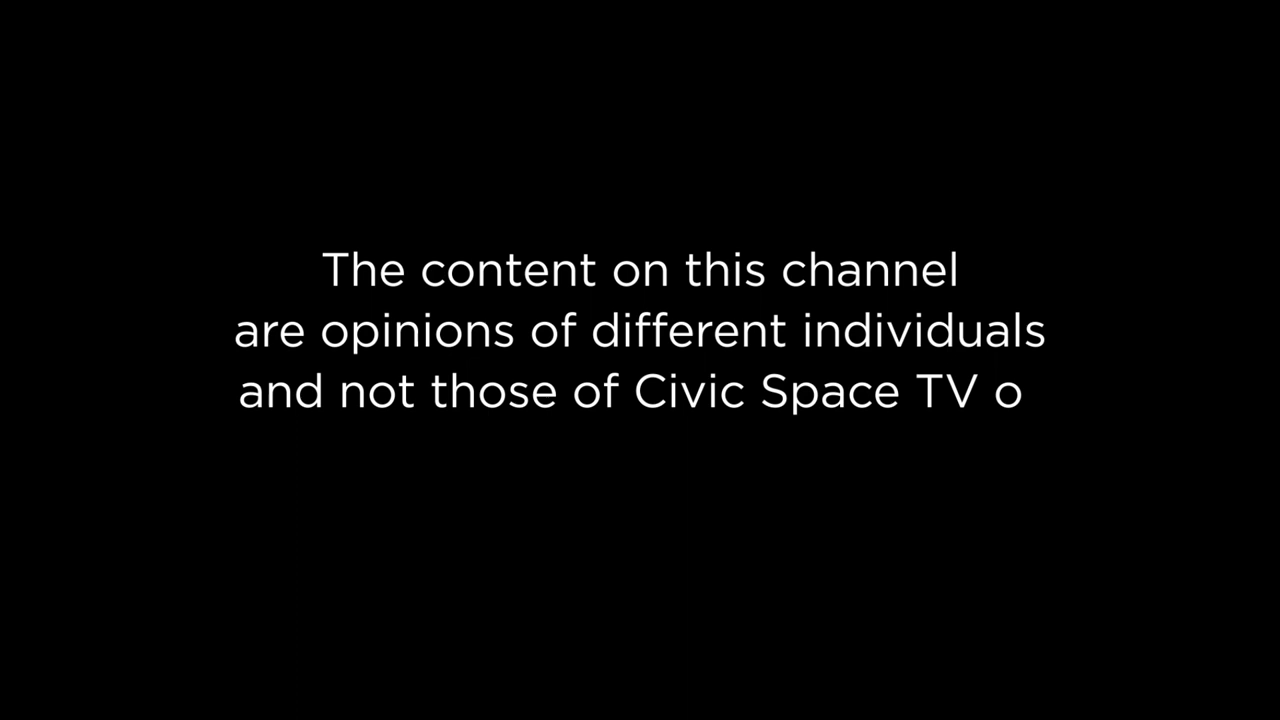 The content on this channel
are opinions of different individuals
and not those of Civic Space TV o